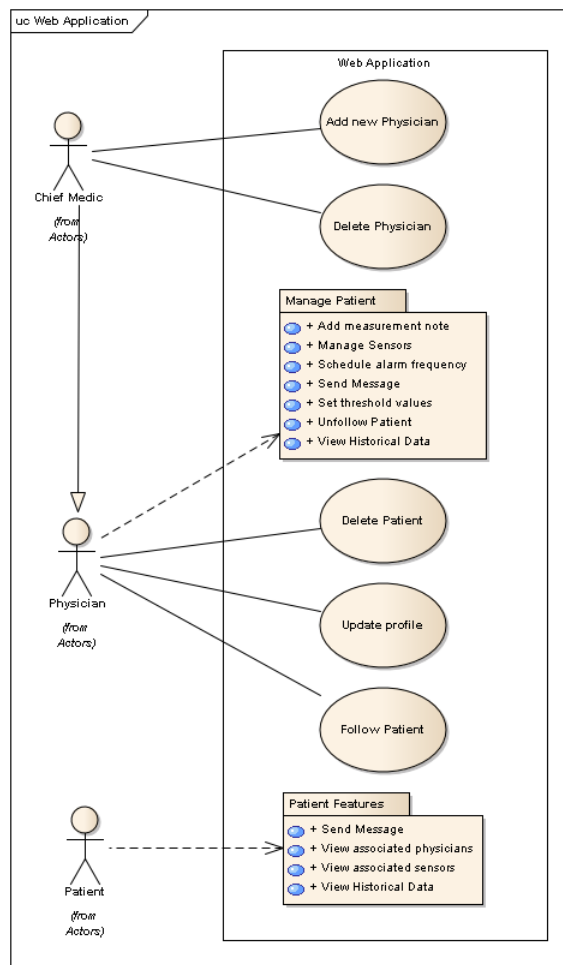 uc Web Application
Web Application
Add new Physician
Chief Medic
(from
Actors)
Delete Physician
Manage Patient
+ Add measurement note
+ Manage Sensors
+ Schedule alarm frequency
+ Send Message
+ Set threshold values
+ Unfollow Patient
+ View Historical Data
Delete Patient
Physician
(from
Actors)
Update profile
Follow Patient
Patient Features
+ Send Message
+ View associated physicians
+ View associated sensors
+ View Historical Data
Patient
(from
Actors)